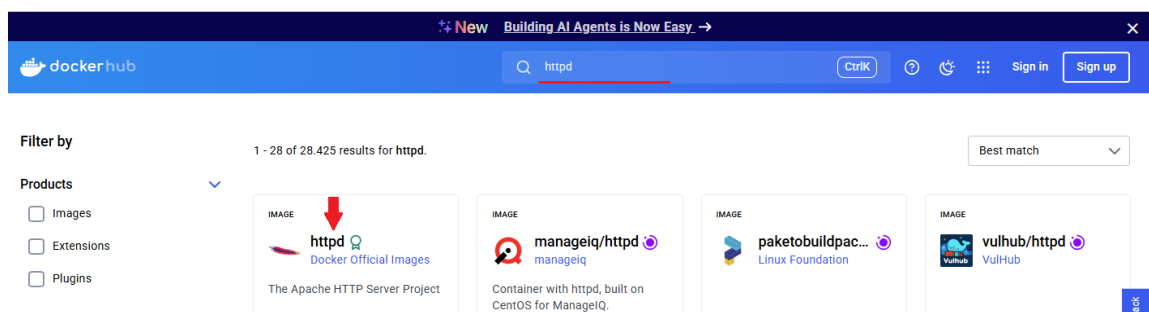 New Building AI Agents is Now Easy →
dockerhub
httpd
CtrlK
Sign in
Sign up
Filter by
1 - 28 of 28.425 results for httpd.
Best match
Products
Images
Extensions
Plugins
IMAGE
httpd
Docker Official Images
The Apache HTTP Server Project
IMAGE
manageiq/httpd
manageiq
Container with httpd, built on
CentOS for ManageIQ.
IMAGE
paketobuildpac...
Linux Foundation
IMAGE
Vulhub
vulhub/httpd
VulHub